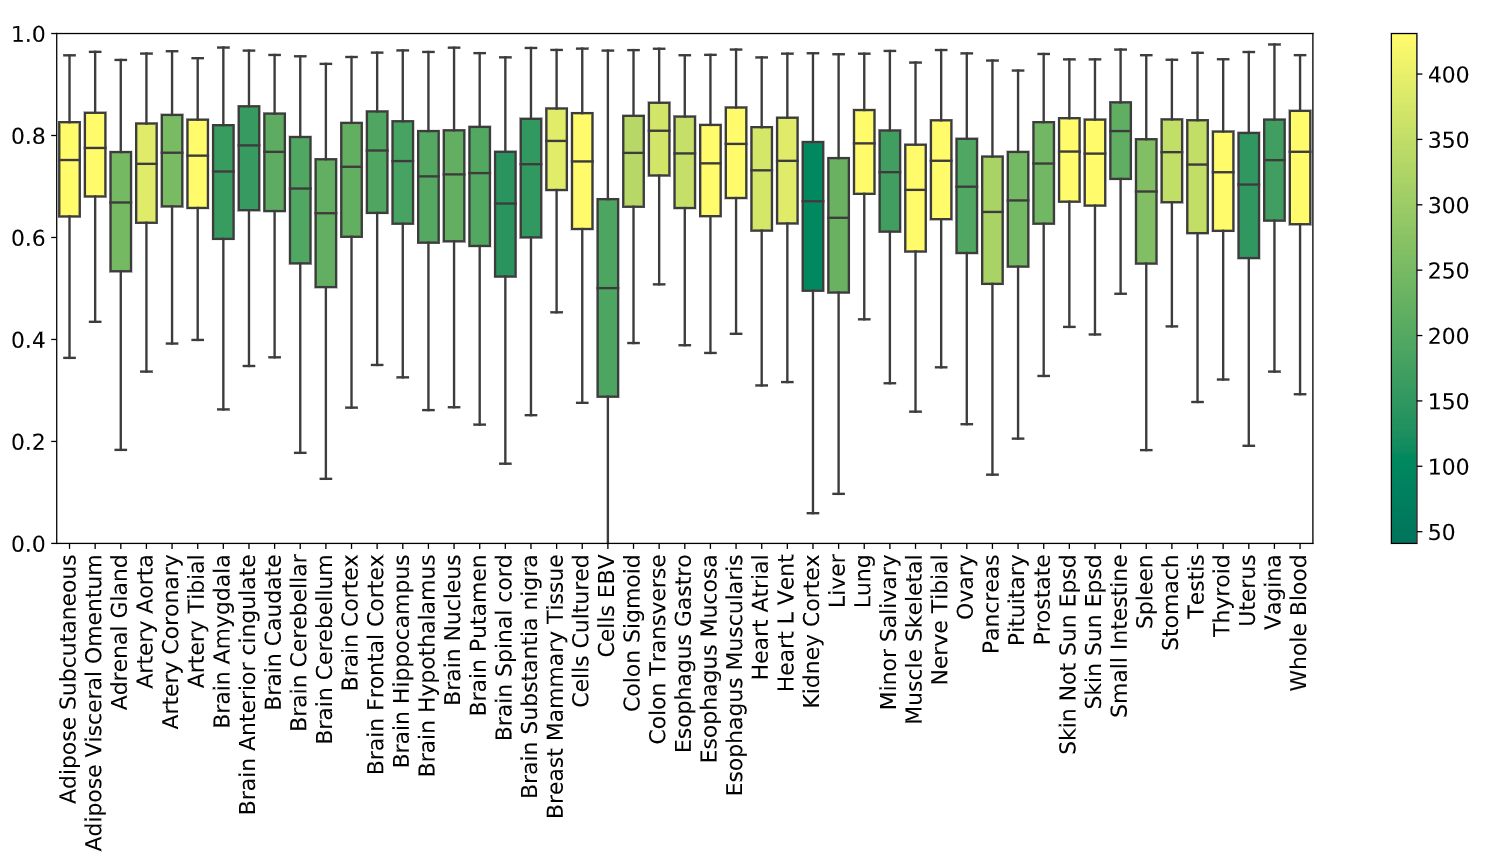 1.0
0.8
0.6
0.4
0.2
0.0
Adipose Subcutaneous
Adipose Visceral Omentum
Adrenal Gland
Artery Aorta
Artery Coronary
Artery Tibial
Brain Amygdala
Brain Anterior cingulate
Brain Caudate
Brain Cerebellar
Brain Cerebellum
Brain Cortex
Brain Frontal Cortex
Brain Hippocampus
Brain Hypothalamus
Brain Nucleus
Brain Putamen
Brain Spinal cord
Brain Substantia nigra
Breast Mammary Tissue
Cells Cultured
Cells EBV
Colon Sigmoid
Colon Transverse
Esophagus Gastro
Esophagus Mucosa
Esophagus Muscularis
Heart Atrial
Heart L Vent
Kidney Cortex
Liver
Lung
Minor Salivary
Muscle Skeletal
Nerve Tibial
Ovary
Pancreas
Pituitary
Prostate
Skin Not Sun Epsd
Skin Sun Epsd
Small Intestine
Spleen
Stomach
Testis
Thyroid
Uterus
Vagina
Whole Blood
400
350
300
250
200
150
100
50